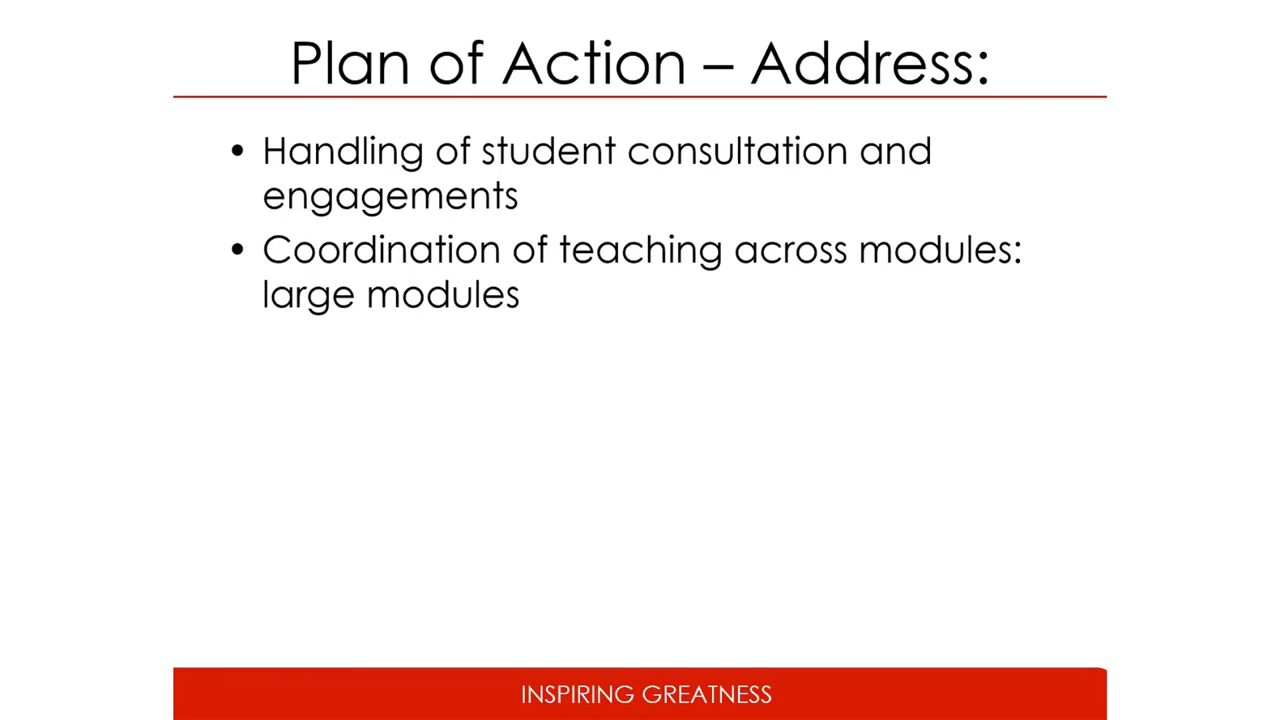 Plan of Action – Address:
• Handling of student consultation and
engagements
• Coordination of teaching across modules:
large modules
INSPIRING GREATNESS